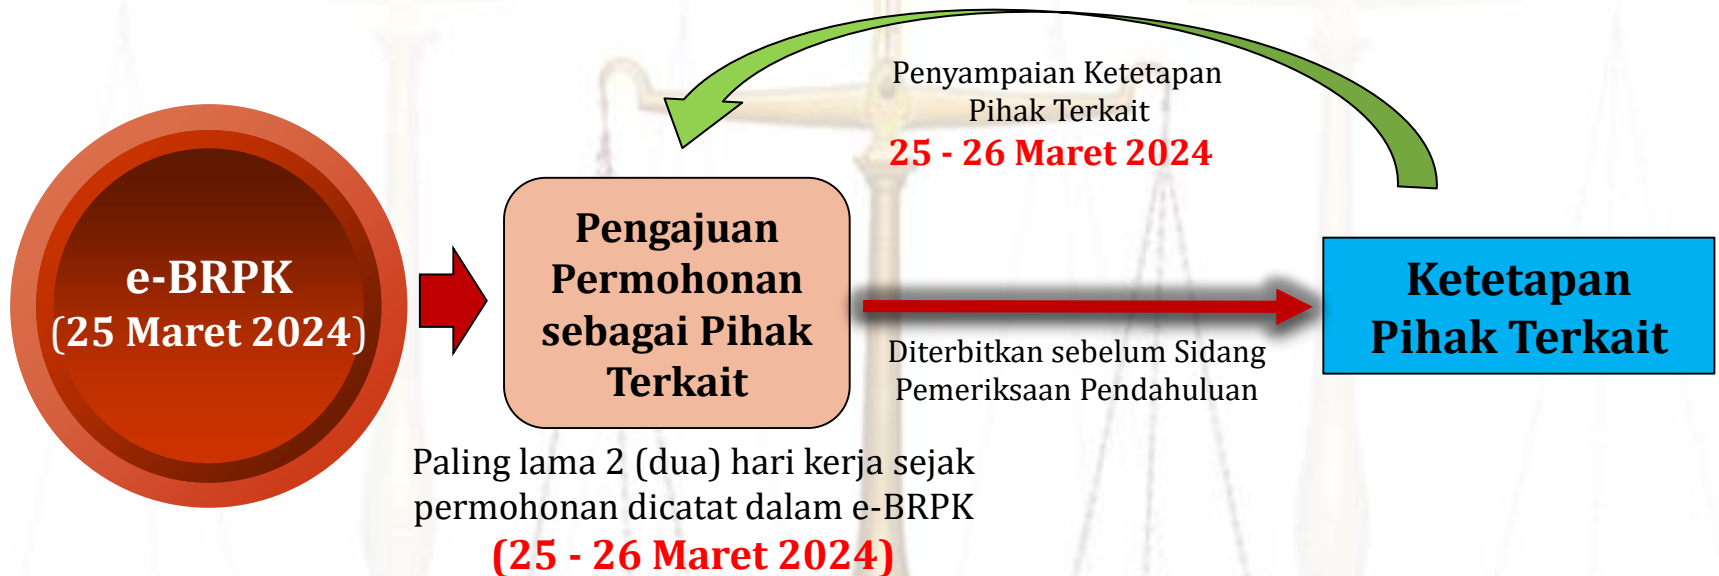 e-BRPK
(25 Maret 2024)
Pengajuan
Permohonan
sebagai Pihak
Terkait
Paling lama 2 (dua) hari kerja sejak
permohonan dicatat dalam e-BRPK
(25 - 26 Maret 2024)
Penyampaian Ketetapan
Pihak Terkait
25 - 26 Maret 2024
Diterbitkan sebelum Sidang
Pemeriksaan Pendahuluan
Ketetapan
Pihak Terkait